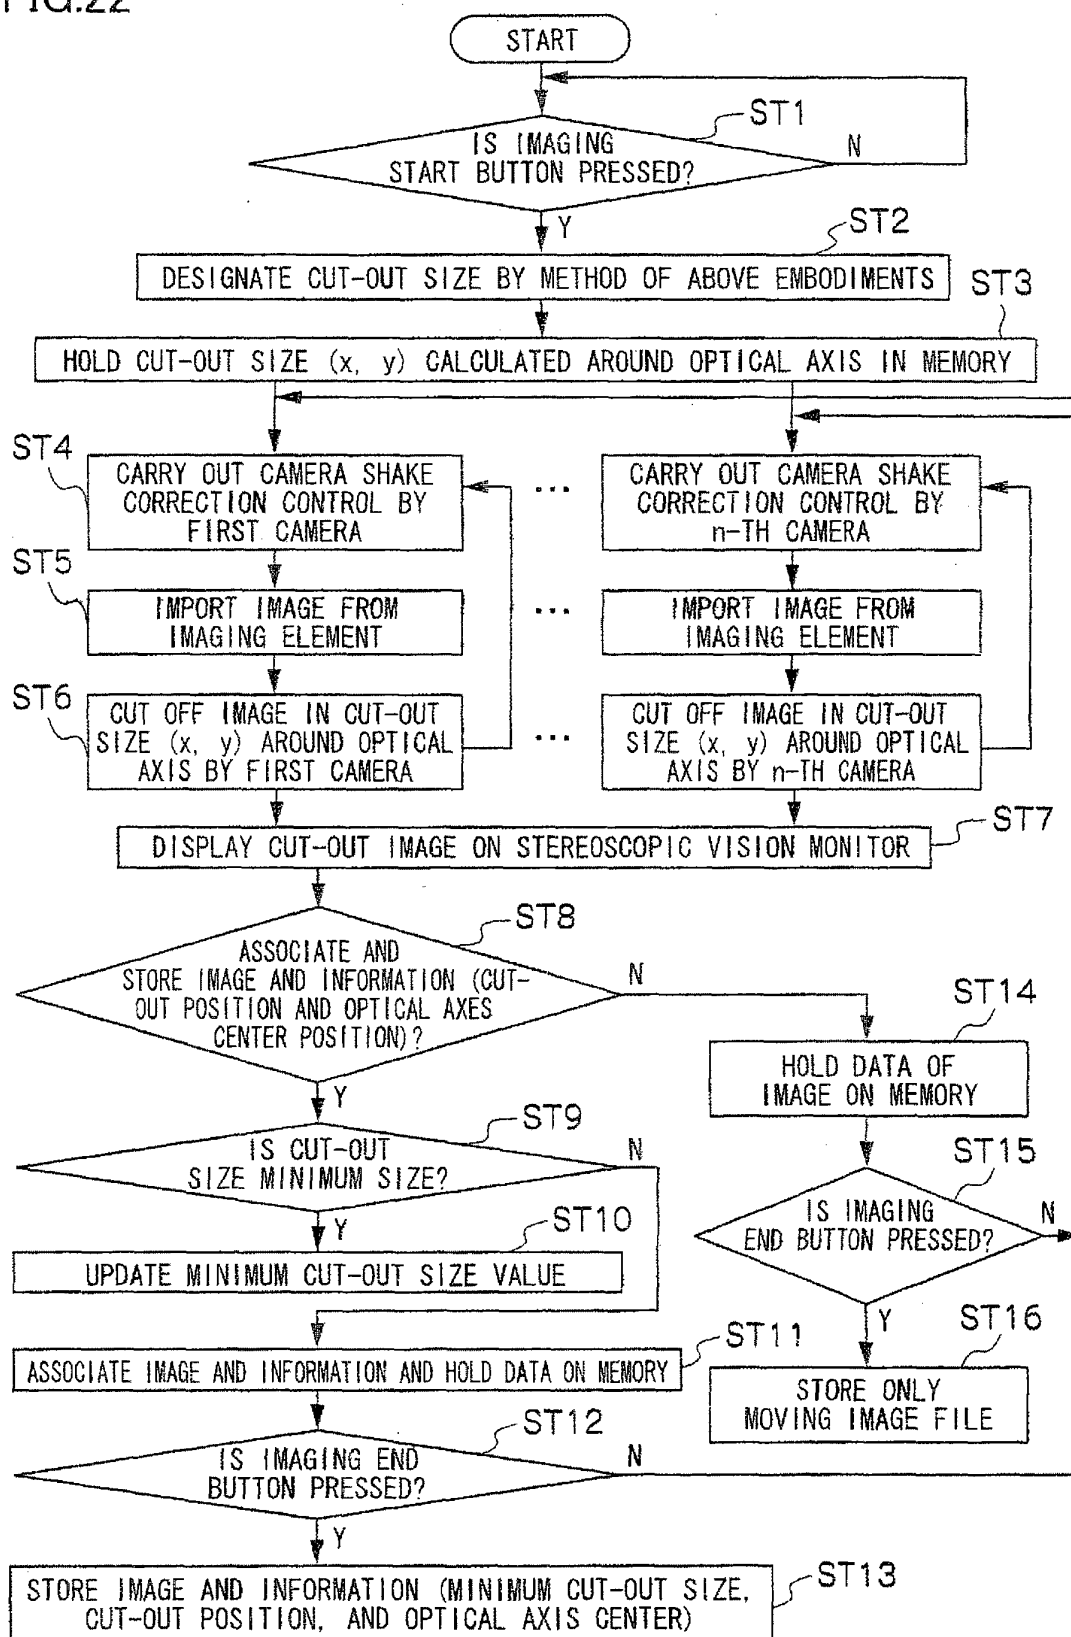 FIG.22
START
ST1
IS IMAGING
START BUTTON PRESSED?
N
Y
ST2
DESIGNATE CUT-OUT SIZE BY METHOD OF ABOVE EMBODIMENTS
ST3
HOLD CUT-OUT SIZE (x, y) CALCULATED AROUND OPTICAL AXIS IN MEMORY
ST4
CARRY OUT CAMERA SHAKE
CORRECTION CONTROL BY
FIRST CAMERA
...
CARRY OUT CAMERA SHAKE
CORRECTION CONTROL BY
n-TH CAMERA
ST5
IMPORT IMAGE FROM
IMAGING ELEMENT
...
IMPORT IMAGE FROM
IMAGING ELEMENT
ST6
CUT OFF IMAGE IN CUT-OUT
SIZE (x, y) AROUND OPTICAL
AXIS BY FIRST CAMERA
...
CUT OFF IMAGE IN CUT-OUT
SIZE (x, y) AROUND OPTICAL
AXIS BY n-TH CAMERA
ST7
DISPLAY CUT-OUT IMAGE ON STEREOSCOPIC VISION MONITOR
ST8
ASSOCIATE AND
STORE IMAGE AND INFORMATION (CUT-
OUT POSITION AND OPTICAL AXES
CENTER POSITION)?
N
Y
ST14
HOLD DATA OF
IMAGE ON MEMORY
ST9
IS CUT-OUT
SIZE MINIMUM SIZE?
N
Y
ST15
IS IMAGING
END BUTTON PRESSED?
N
Y
ST10
UPDATE MINIMUM CUT-OUT SIZE VALUE
ST16
STORE ONLY
MOVING IMAGE FILE
ST11
ASSOCIATE IMAGE AND INFORMATION AND HOLD DATA ON MEMORY
ST12
IS IMAGING END
BUTTON PRESSED?
N
Y
ST13
STORE IMAGE AND INFORMATION (MINIMUM CUT-OUT SIZE,
CUT-OUT POSITION, AND OPTICAL AXIS CENTER)